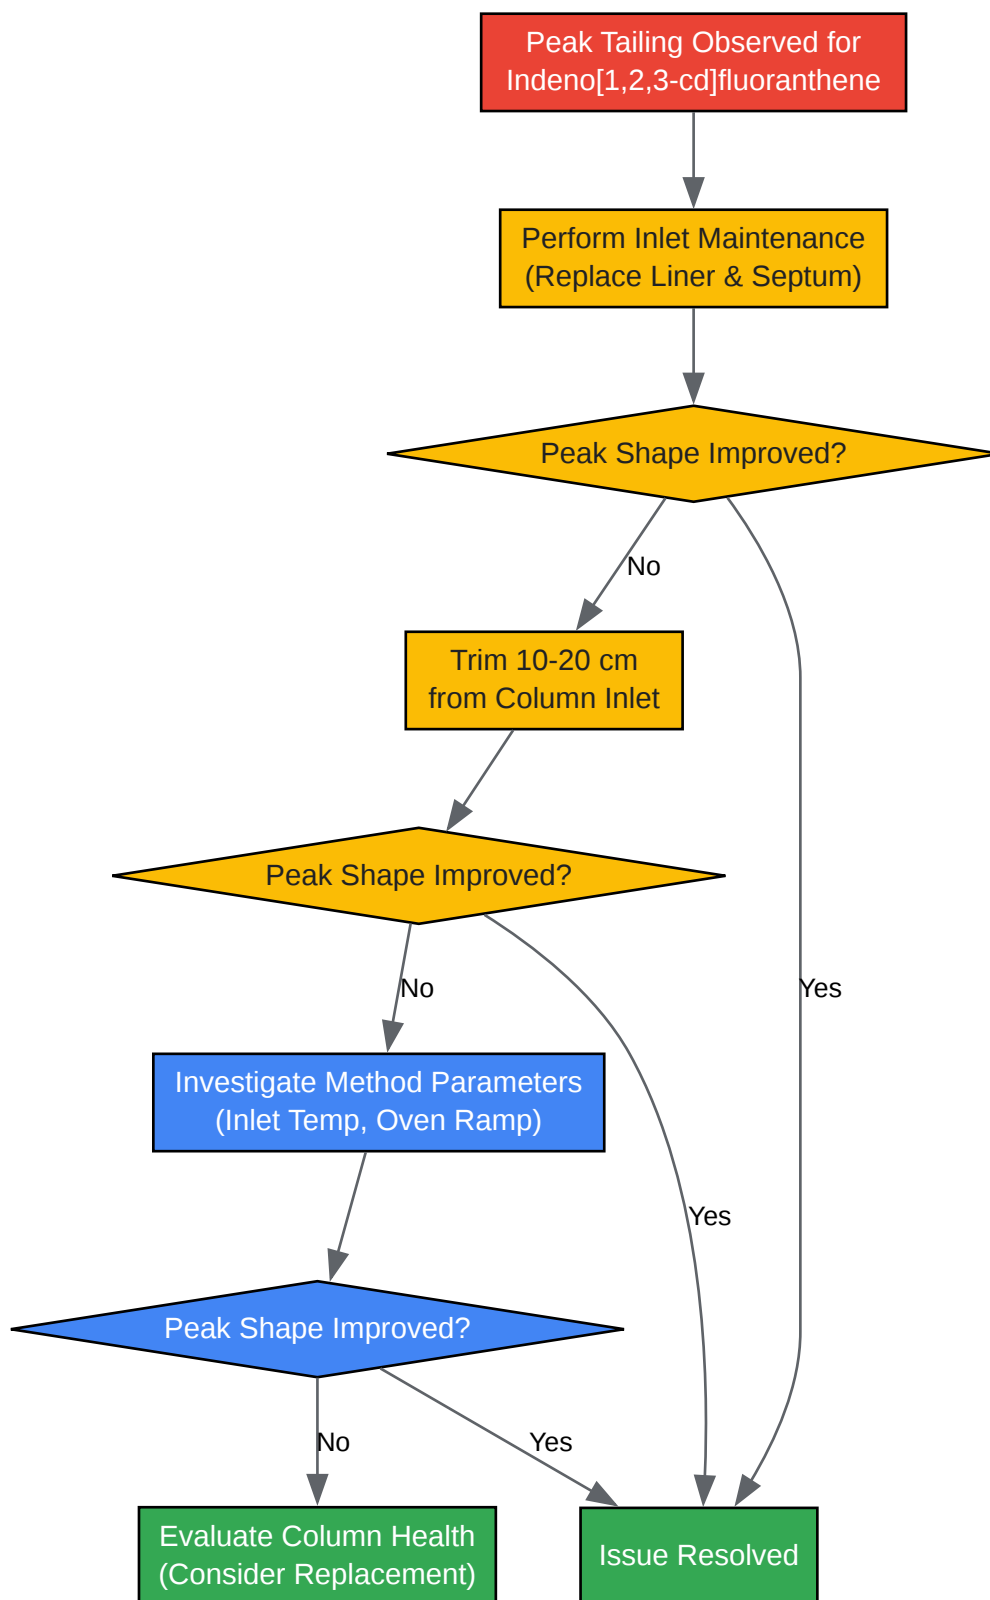 Peak Tailing Observed for
Indeno[1,2,3-cd]fluoranthene
Perform Inlet Maintenance
(Replace Liner & Septum)
Peak Shape Improved?
No
Trim 10-20 cm
from Column Inlet
Peak Shape Improved?
No
Yes
Investigate Method Parameters
(Inlet Temp, Oven Ramp)
Yes
Peak Shape Improved?
No
Yes
Evaluate Column Health
(Consider Replacement)
Issue Resolved